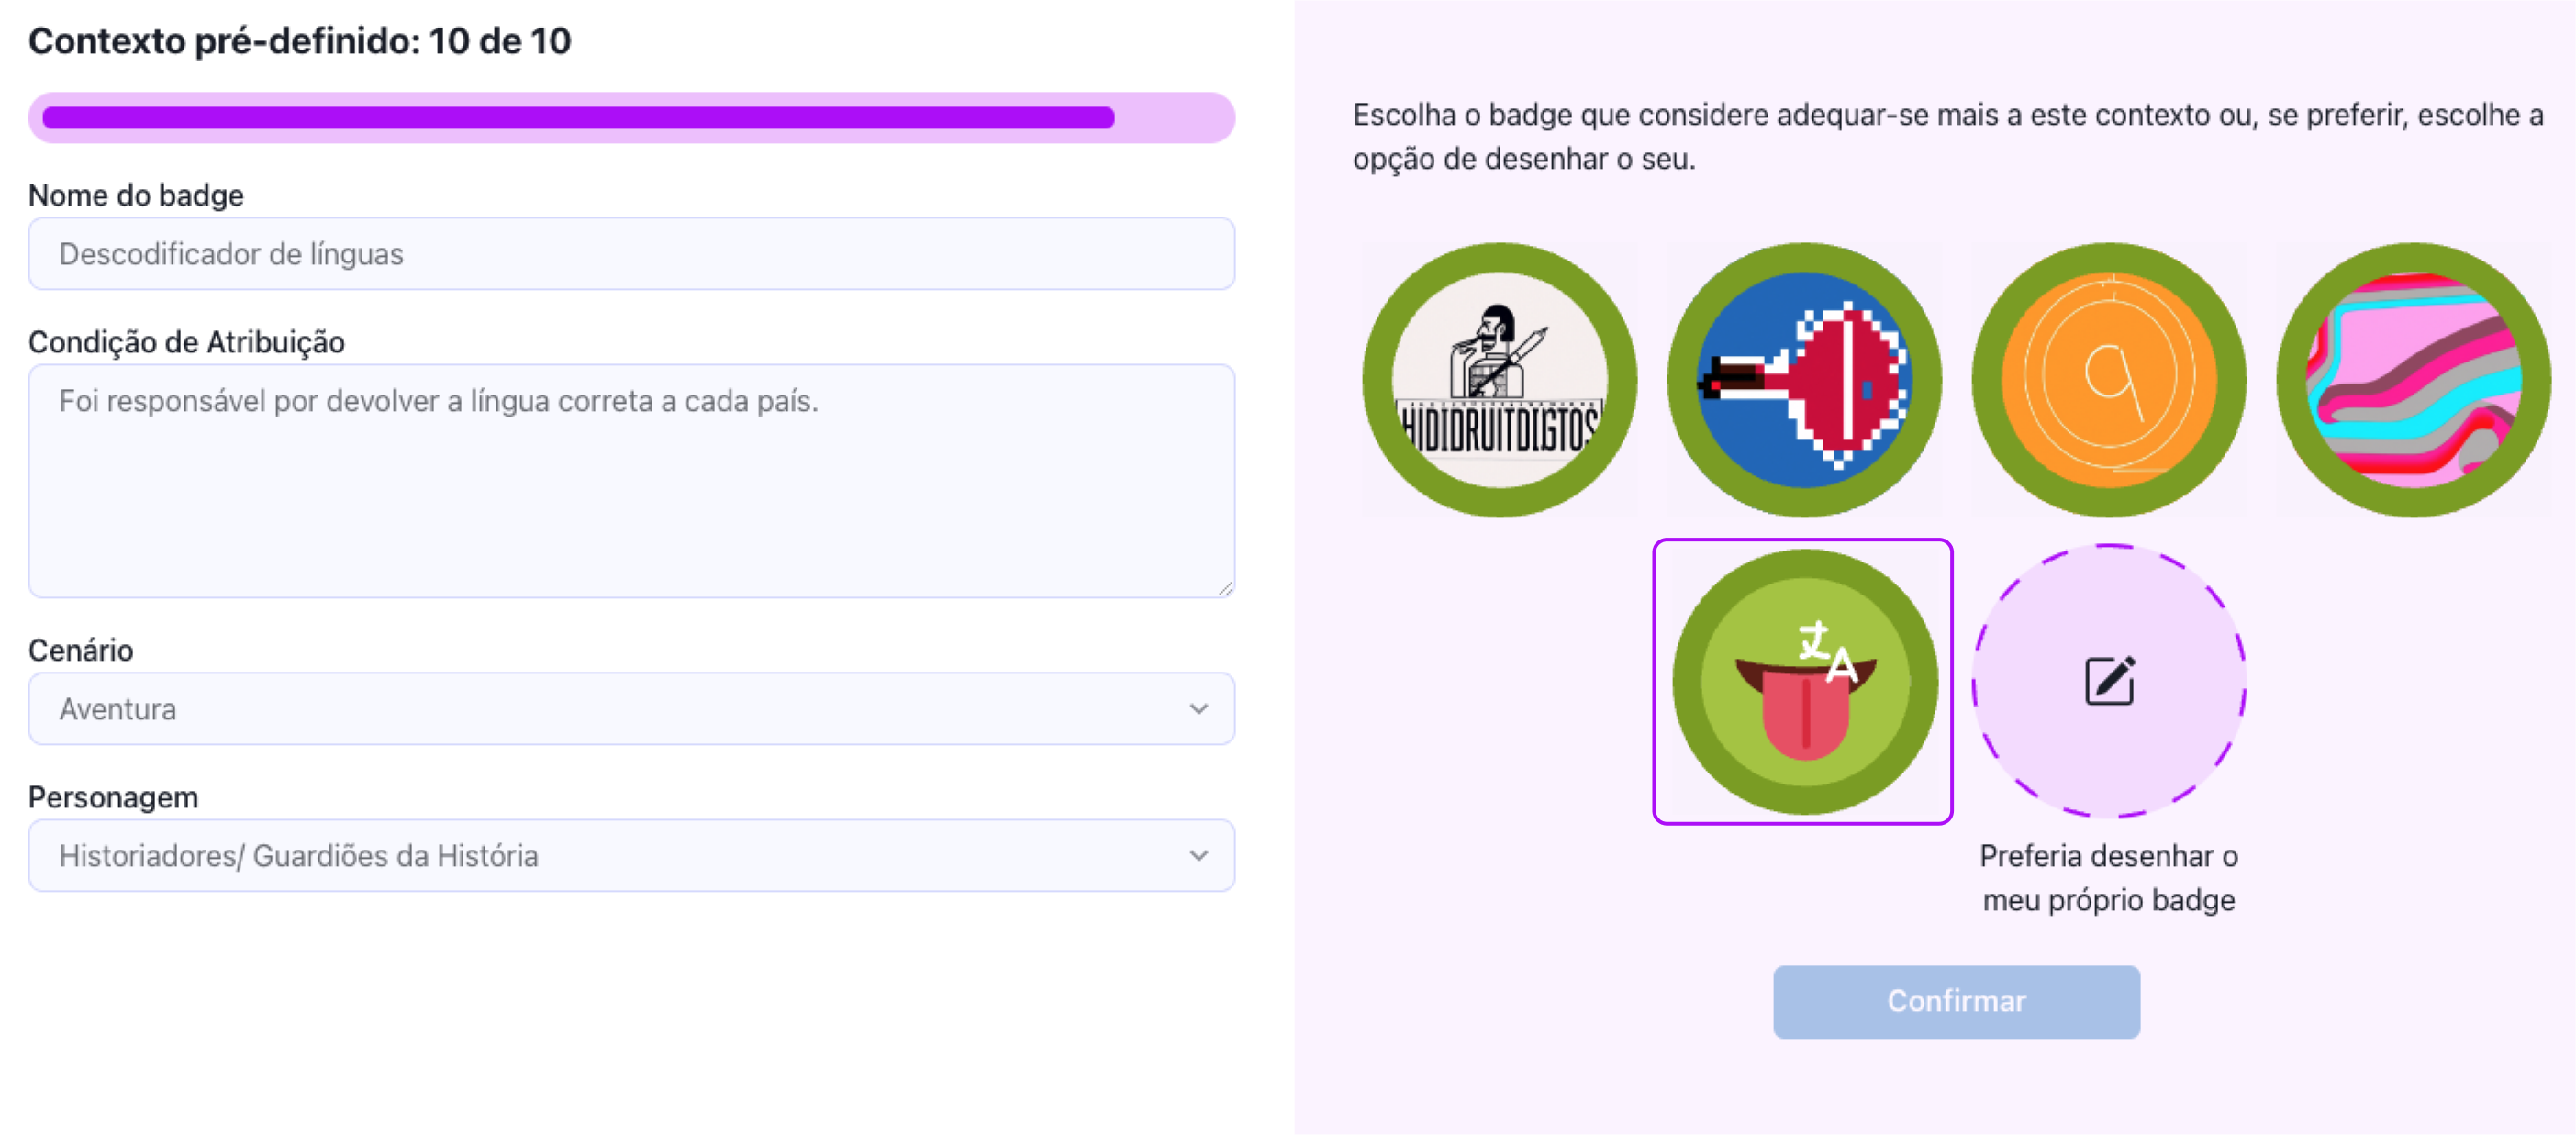 Contexto pré-definido: 10 de 10
Nome do badge
Descodificador de línguas
Condição de Atribuição
Foi responsável por devolver a língua correta a cada país.
Cenário
Aventura
Personagem
Historiadores/ Guardiões da História
Escolha o badge que considere adequar-se mais a este contexto ou, se preferir, escolhe a
opção de desenhar o seu.
HIDIDRUITDIGTOS
文A
Preferia desenhar o
meu próprio badge
Confirmar